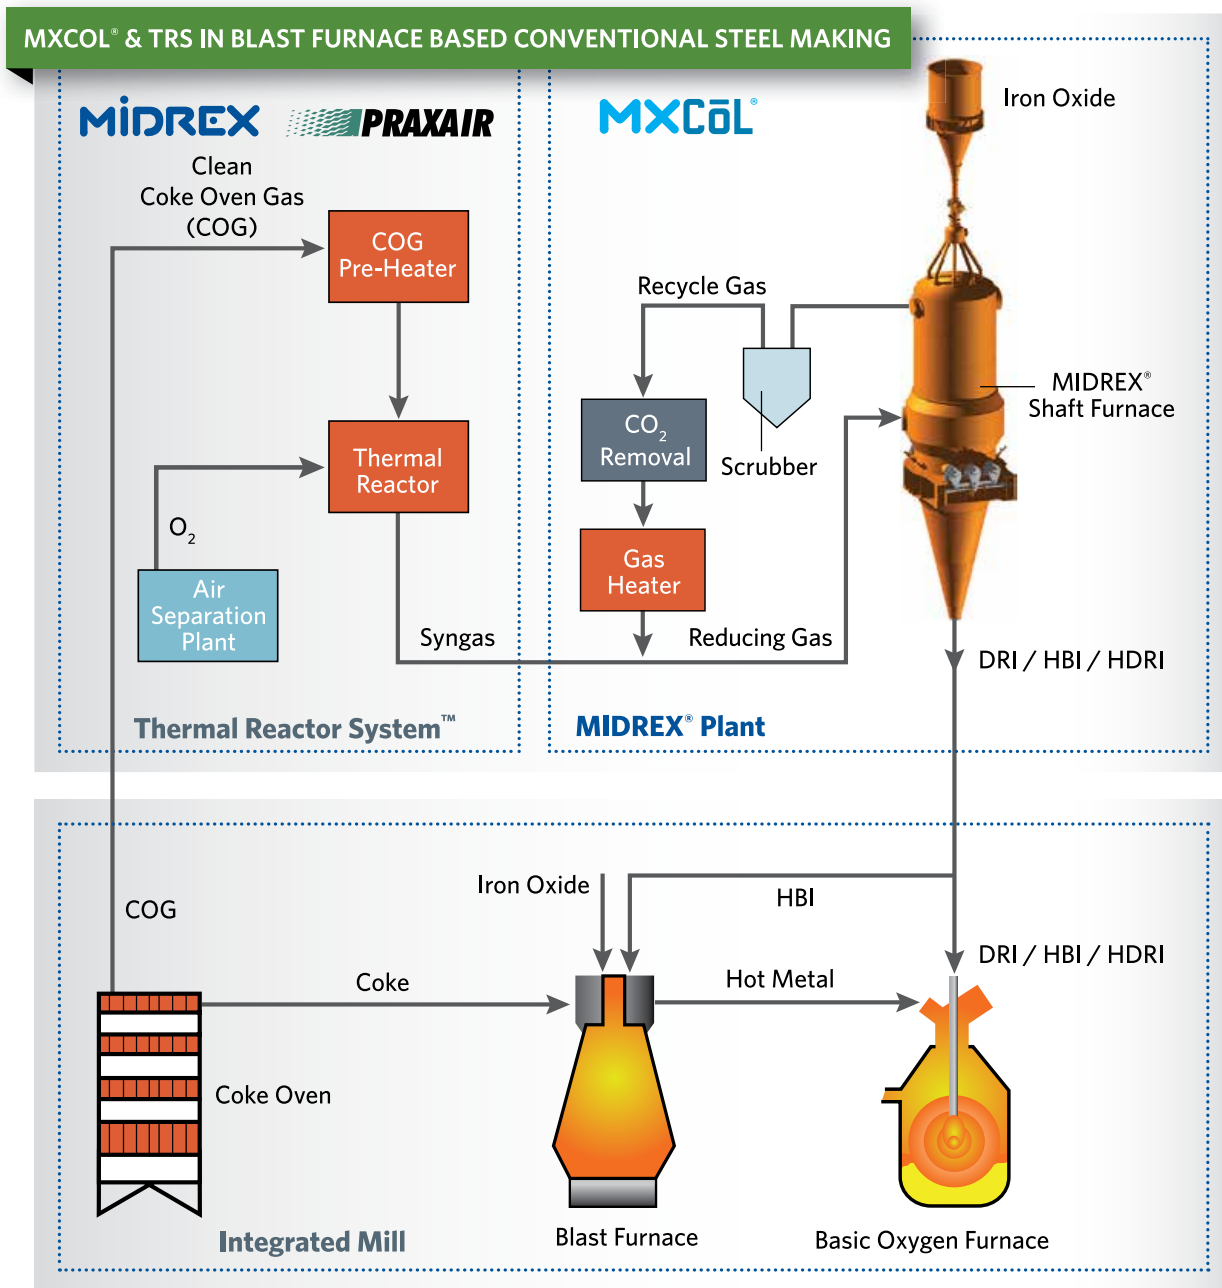 MXCOL® & TRS IN BLAST FURNACE BASED CONVENTIONAL STEEL MAKING
MIDREX
PRAXAIR
MXCōL®
Iron Oxide
Clean
Coke Oven Gas
(COG)
COG
Pre-Heater
Recycle Gas
MIDREX®
Shaft Furnace
CO₂
Removal
Scrubber
Thermal
Reactor
O₂
Gas
Heater
Air
Separation
Plant
Syngas
Reducing Gas
DRI / HBI / HDRI
Thermal Reactor System™
MIDREX® Plant
Iron Oxide
HBI
COG
DRI / HBI / HDRI
Coke
Hot Metal
Coke Oven
Integrated Mill
Blast Furnace
Basic Oxygen Furnace